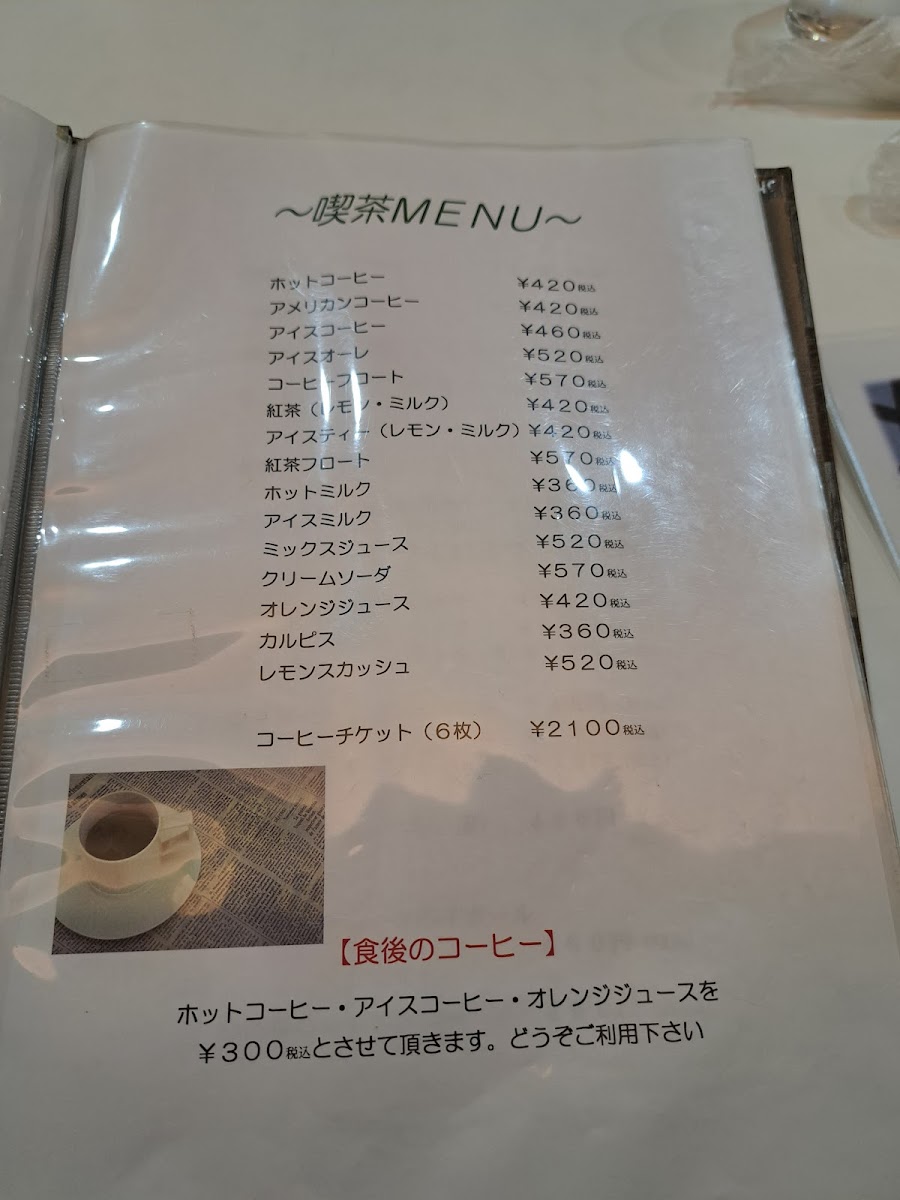 ～喫茶ＭＥＮＵ～
ホットコーヒー ￥４２０税込
アメリカンコーヒー ￥４２０税込
アイスコーヒー ￥４６０税込
アイスオーレ ￥５２０税込
コーヒーフロート ￥５７０税込
紅茶（レモン・ミルク） ￥４２０税込
アイスティー（レモン・ミルク） ￥４２０税込
紅茶フロート ￥５７０税込
ホットミルク ￥３６０税込
アイスミルク ￥３６０税込
ミックスジュース ￥５２０税込
クリームソーダ ￥５７０税込
オレンジジュース ￥４２０税込
カルピス ￥３６０税込
レモンスカッシュ ￥５２０税込
コーヒーチケット（６枚） ￥２１００税込
【食後のコーヒー】
ホットコーヒー・アイスコーヒー・オレンジジュースを
￥３００税込とさせて頂きます。どうぞご利用下さい